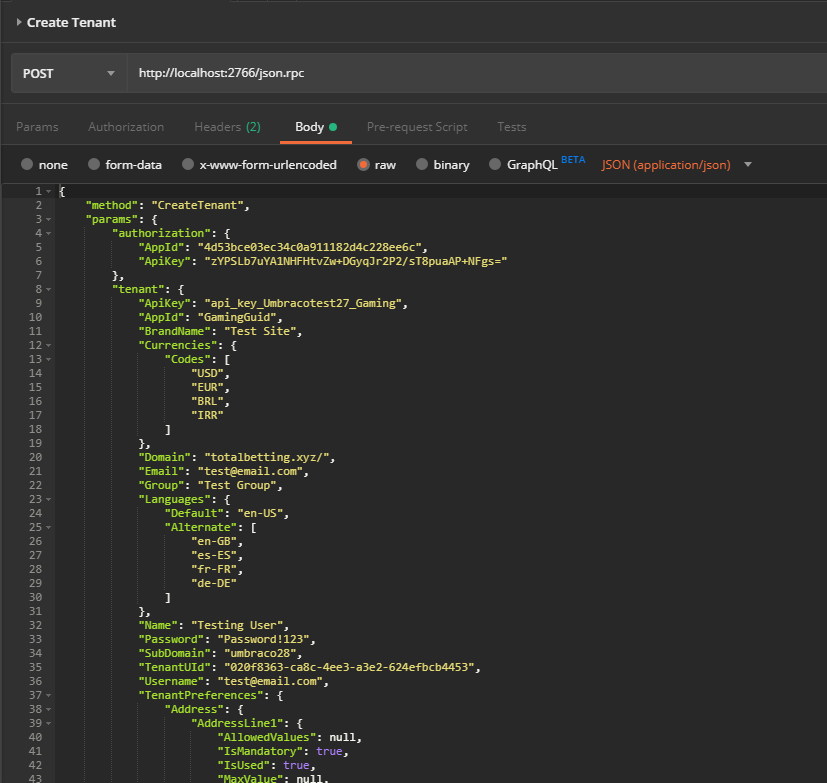 Create Tenant
POST http://localhost:2766/json.rpc
Params Authorization Headers (2) Body Pre-request Script Tests
none form-data x-www-form-urlencoded raw binary GraphQL BETA JSON (application/json)
1 {
2 "method": "CreateTenant",
3 "params": {
4 "authorization": {
5 "AppId": "4d53bce03ec34c0a911182d4c228ee6c",
6 "ApiKey": "zYPSLb7uYA1NHFHtvZw+DGyqJr2P2/sT8puaAP+NFgs="
7 },
8 "tenant": {
9 "ApiKey": "api_key_Umbracotest27_Gaming",
10 "AppId": "GamingGuid",
11 "BrandName": "Test Site",
12 "Currencies": {
13 "Codes": [
14 "USD",
15 "EUR",
16 "BRL",
17 "IRR"
18 ]
19 },
20 "Domain": "totalbetting.xyz/",
21 "Email": "test@email.com",
22 "Group": "Test Group",
23 "Languages": {
24 "Default": "en-US",
25 "Alternate": [
26 "en-GB",
27 "es-ES",
28 "fr-FR",
29 "de-DE"
30 ]
31 },
32 "Name": "Testing User",
33 "Password": "Password!123",
34 "SubDomain": "umbraco28",
35 "TenantUId": "020f8363-ca8c-4ee3-a3e2-624efbcb4453",
36 "Username": "test@email.com",
37 "TenantPreferences": {
38 "Address": {
39 "AddressLine1": {
40 "AllowedValues": null,
41 "IsMandatory": true,
42 "IsUsed": true,
43 "MaxValue": null,